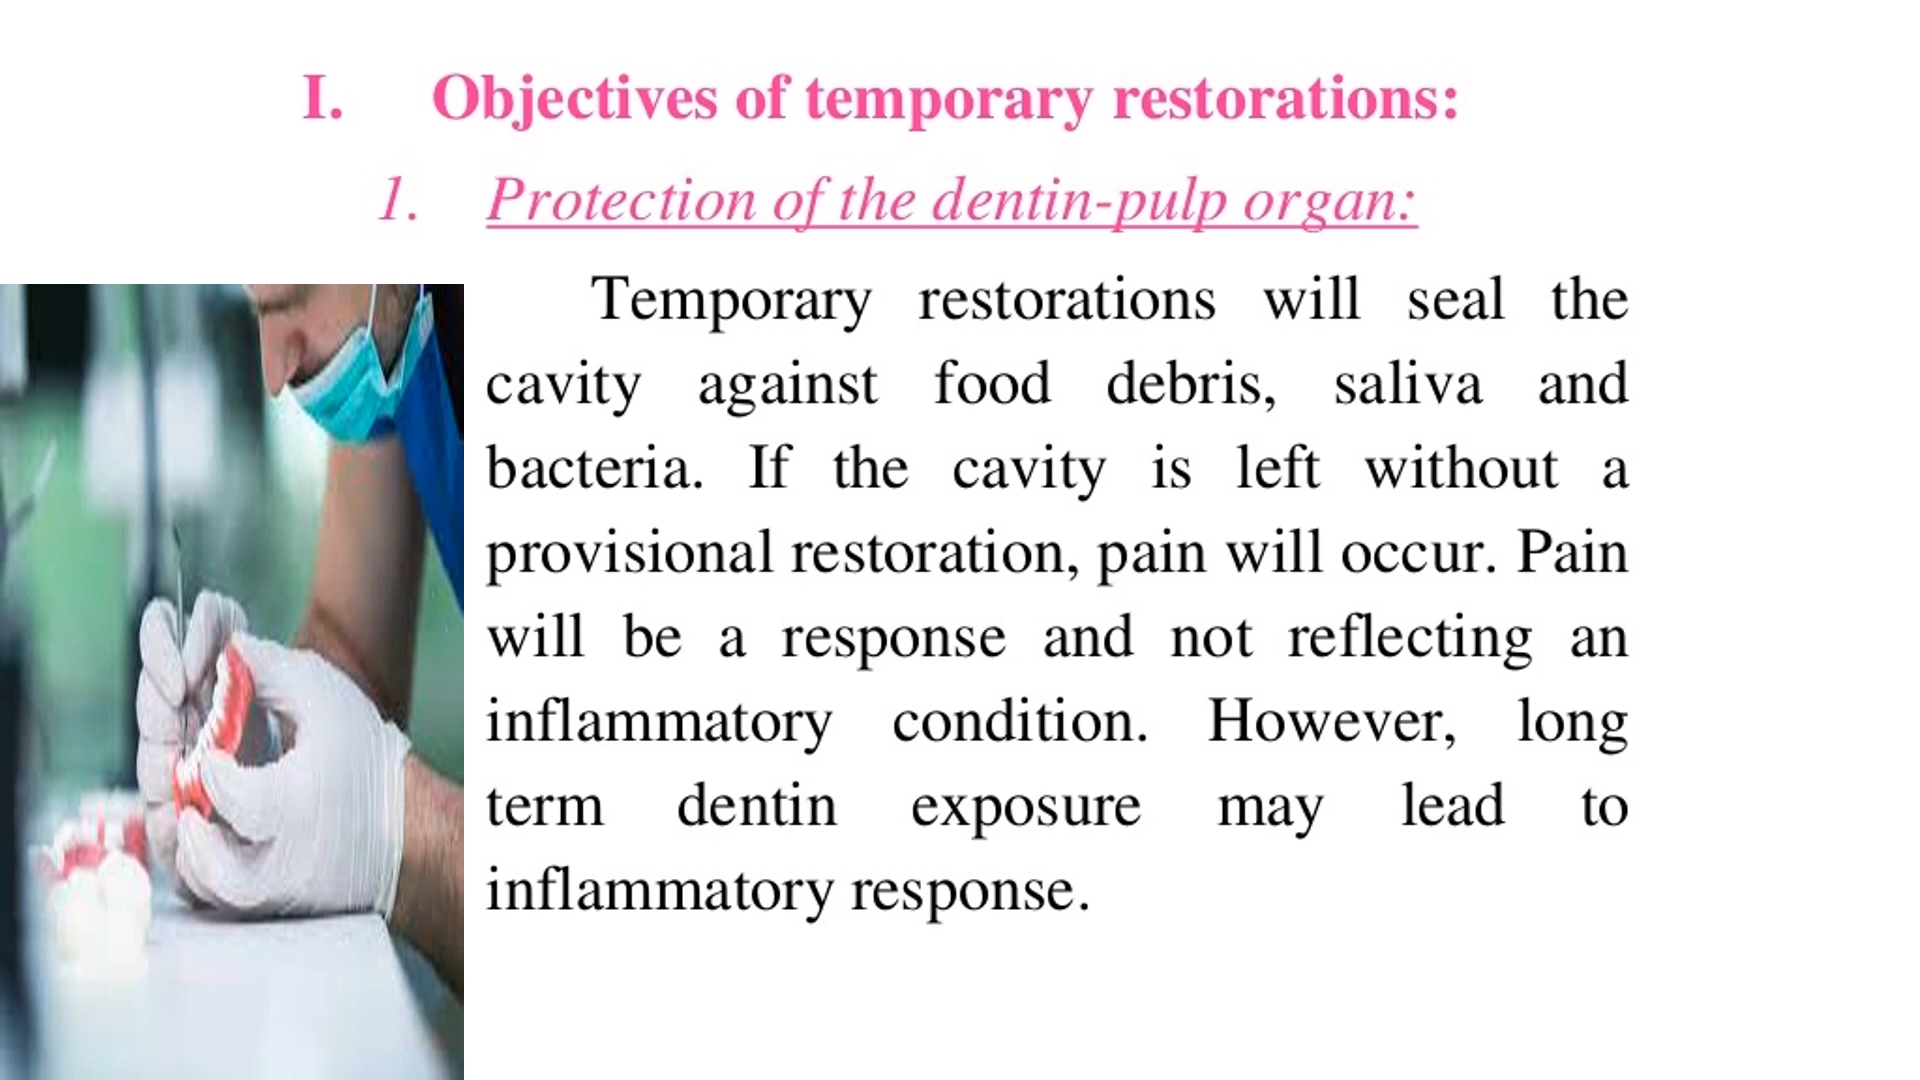 I. Objectives of temporary restorations:
1. Protection of the dentin-pulp organ:
Temporary restorations will seal the
cavity against food debris, saliva and
bacteria. If the cavity is left without a
provisional restoration, pain will occur. Pain
will be a response and not reflecting an
inflammatory condition. However, long
term dentin exposure may lead to
inflammatory response.